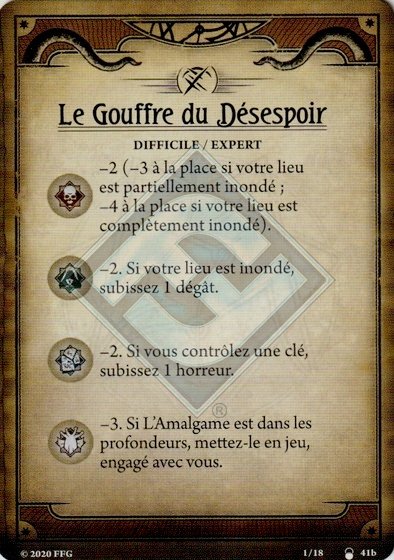 Le Gouffre du Désespoir
DIFFICILE / EXPERT
–2 (–3 à la place si votre lieu
est partiellement inondé ;
–4 à la place si votre lieu est
complètement inondé).
–2. Si votre lieu est inondé,
subissez 1 dégât.
–2. Si vous contrôlez une clé,
subissez 1 horreur.
–3. Si L’Amalgame est dans les
profondeurs, mettez-le en jeu,
engagé avec vous.
®
© 2020 FFG
1/18
41b